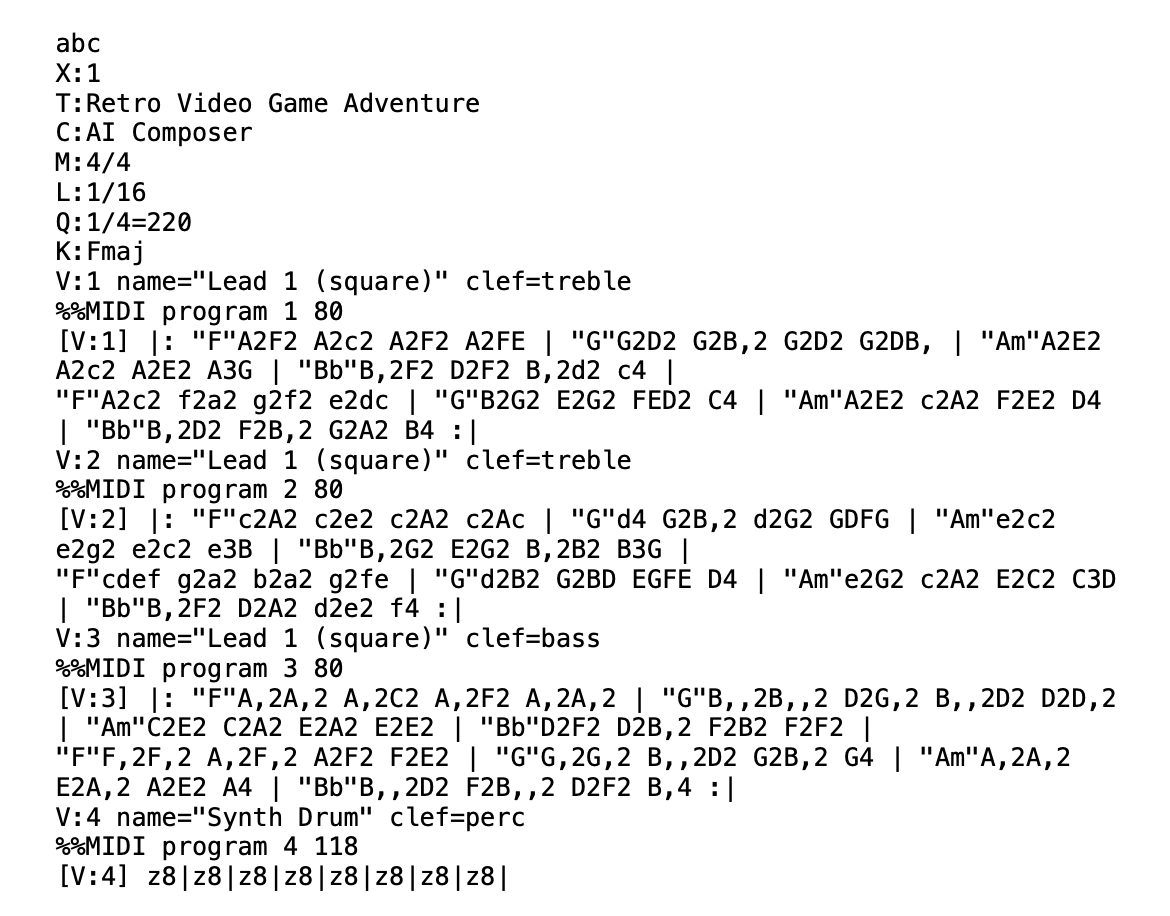 abc
X:1
T:Retro Video Game Adventure
C:AI Composer
M:4/4
L:1/16
Q:1/4=220
K:Fmaj
V:1 name="Lead 1 (square)" clef=treble
%%MIDI program 1 80
[V:1] |: "F"A2F2 A2c2 A2F2 A2FE | "G"G2D2 G2B,2 G2D2 G2DB, | "Am"A2E2
A2c2 A2E2 A3G | "Bb"B,2F2 D2F2 B,2d2 c4 |
"F"A2c2 f2a2 g2f2 e2dc | "G"B2G2 E2G2 FED2 C4 | "Am"A2E2 c2A2 F2E2 D4
| "Bb"B,2D2 F2B,2 G2A2 B4 :|
V:2 name="Lead 1 (square)" clef=treble
%%MIDI program 2 80
[V:2] |: "F"c2A2 c2e2 c2A2 c2Ac | "G"d4 G2B,2 d2G2 GDFG | "Am"e2c2
e2g2 e2c2 e3B | "Bb"B,2G2 E2G2 B,2B2 B3G |
"F"cdef g2a2 b2a2 g2fe | "G"d2B2 G2BD EGFE D4 | "Am"e2G2 c2A2 E2C2 C3D
| "Bb"B,2F2 D2A2 d2e2 f4 :|
V:3 name="Lead 1 (square)" clef=bass
%%MIDI program 3 80
[V:3] |: "F"A,2A,2 A,2C2 A,2F2 A,2A,2 | "G"B,,2B,,2 D2G,2 B,,2D2 D2D,2
| "Am"C2E2 C2A2 E2A2 E2E2 | "Bb"D2F2 D2B,2 F2B2 F2F2 |
"F"F,2F,2 A,2F,2 A2F2 F2E2 | "G"G,2G,2 B,,2D2 G2B,2 G4 | "Am"A,2A,2
E2A,2 A2E2 A4 | "Bb"B,,2D2 F2B,,2 D2F2 B,4 :|
V:4 name="Synth Drum" clef=perc
%%MIDI program 4 118
[V:4] z8|z8|z8|z8|z8|z8|z8|z8|